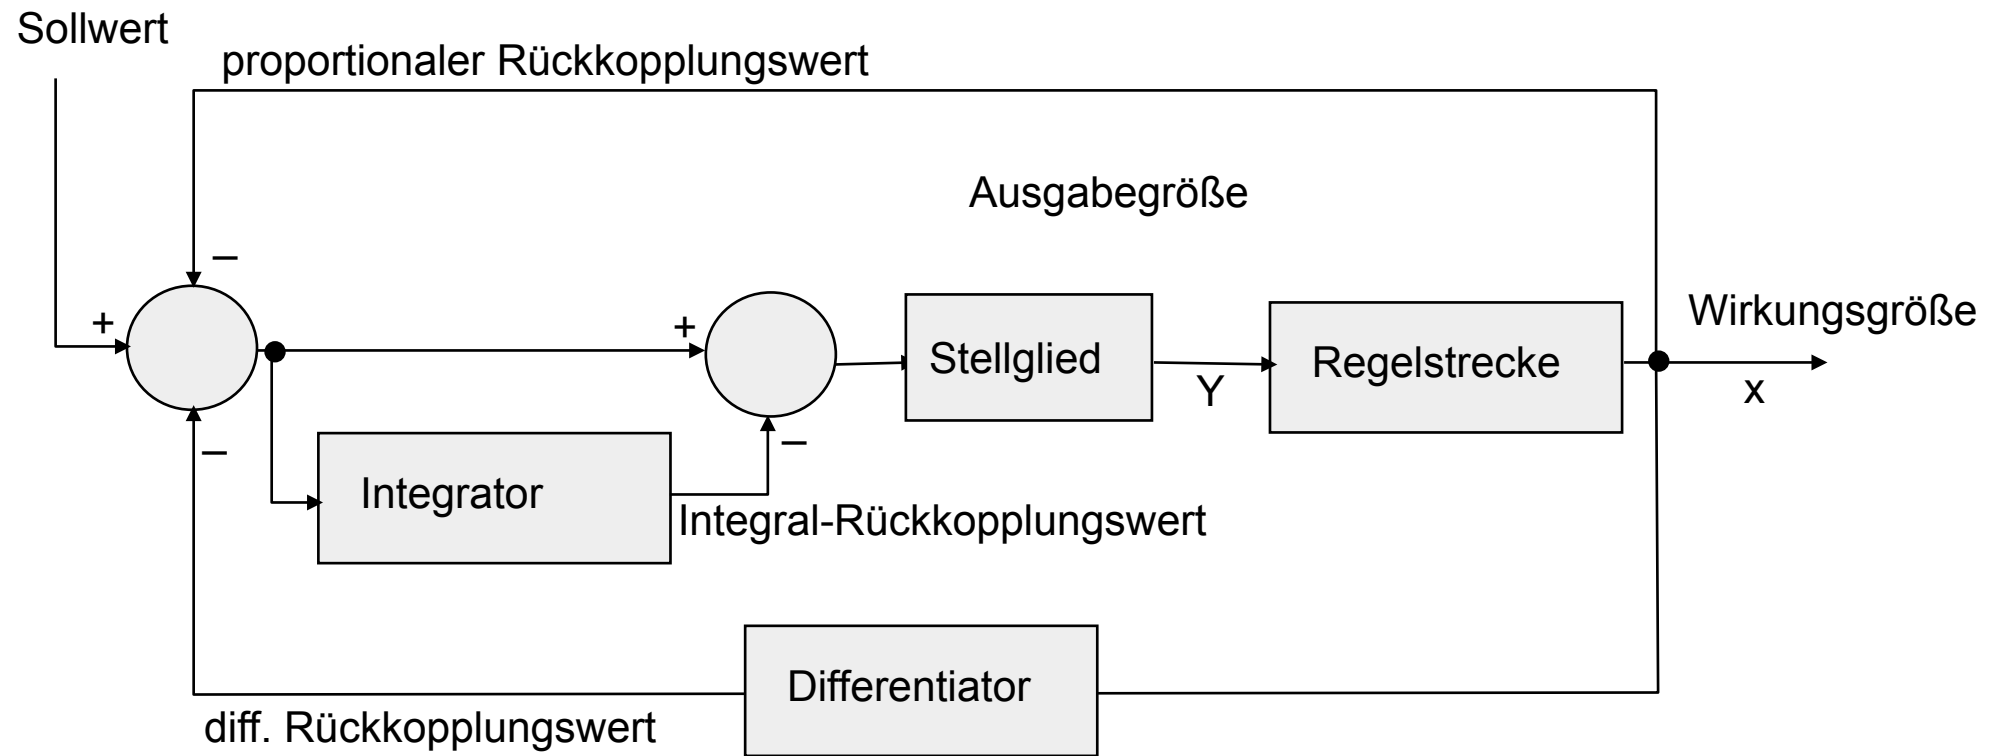 Sollwert
proportionaler Rückkopplungswert
Ausgabegröße
–
+
+
Stellglied
Y
Regelstrecke
Wirkungsgröße
x
–
–
Integrator
Integral-Rückkopplungswert
Differentiator
diff. Rückkopplungswert